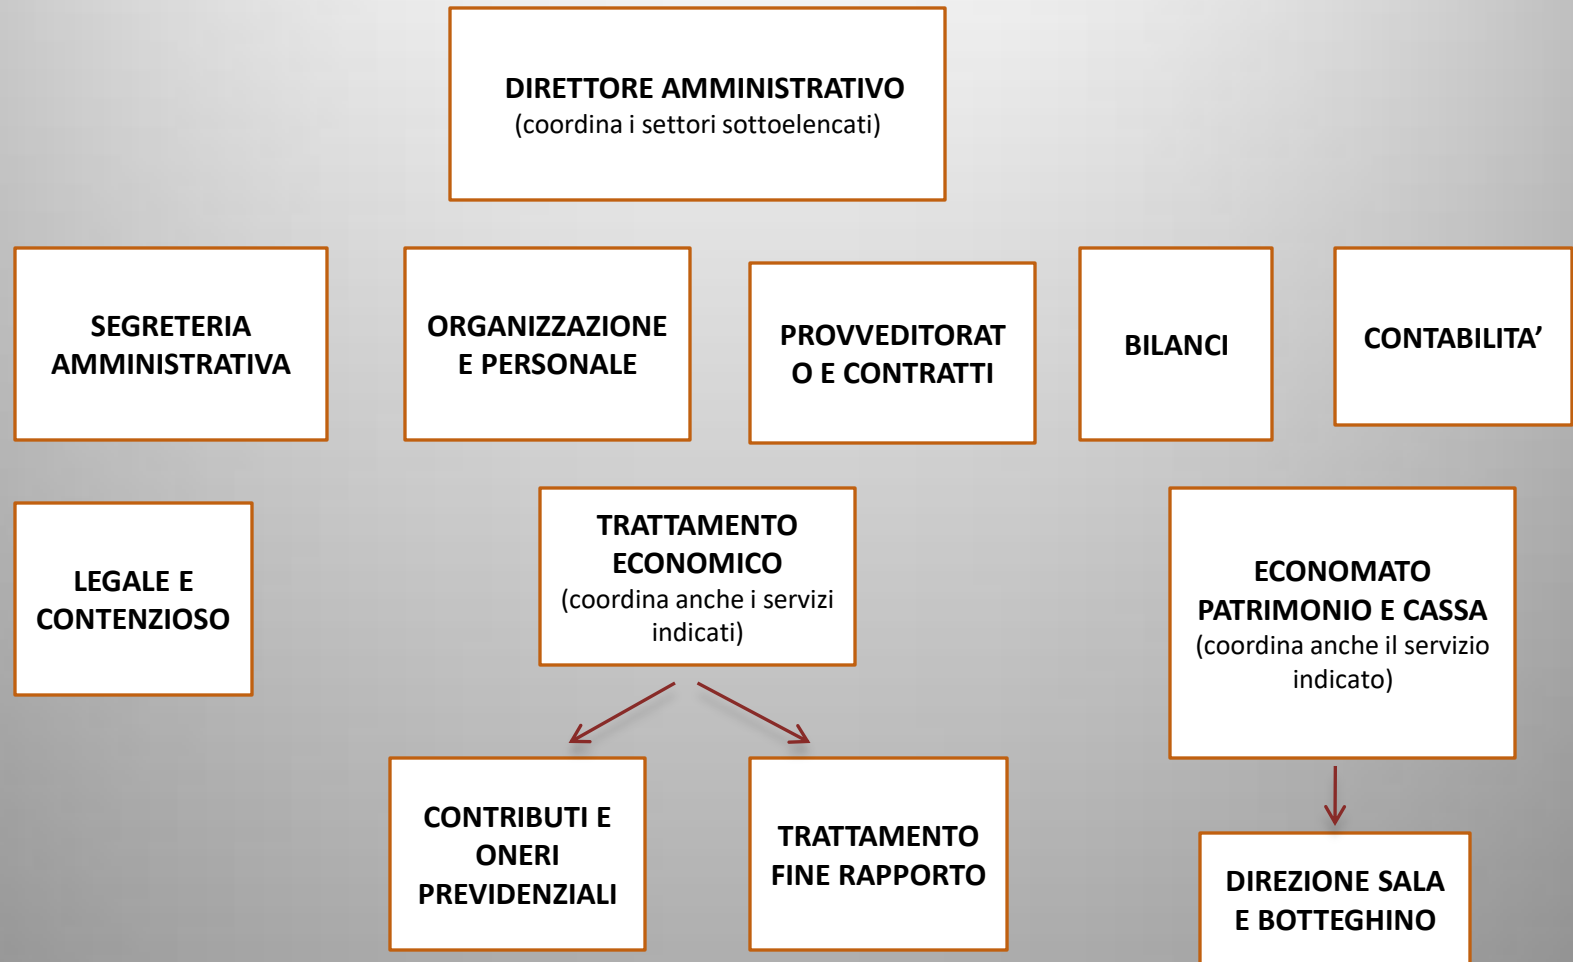 DIRETTORE AMMINISTRATIVO
(coordina i settori sottoelencati)
SEGRETERIA
AMMINISTRATIVA
ORGANIZZAZIONE
E PERSONALE
PROVVEDITORAT
O E CONTRATTI
BILANCI
CONTABILITA’
LEGALE E
CONTENZIOSO
TRATTAMENTO
ECONOMICO
(coordina anche i servizi
indicati)
ECONOMATO
PATRIMONIO E CASSA
(coordina anche il servizio
indicato)
CONTRIBUTI E
ONERI
PREVIDENZIALI
TRATTAMENTO
FINE RAPPORTO
DIREZIONE SALA
E BOTTEGHINO